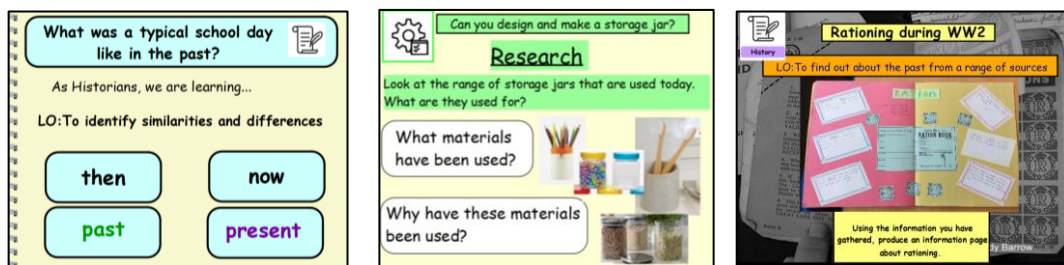 What was a typical school day
like in the past?
As Historians, we are learning...
LO:To identify similarities and differences
then
now
past
present
Can you design and make a storage jar?
Research
Look at the range of storage jars that are used today.
What are they used for?
What materials
have been used?
Why have these materials
been used?
History
Rationing during WW2
LO:To find out about the past from a range of sources
RATION BOOK
Using the information you have
gathered, produce an information page
about rationing.
dy Barrow